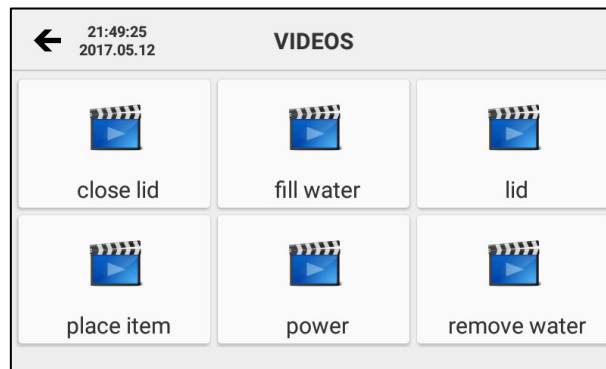 21:49:25
2017.05.12
VIDEOS
close lid
fill water
lid
place item
power
remove water